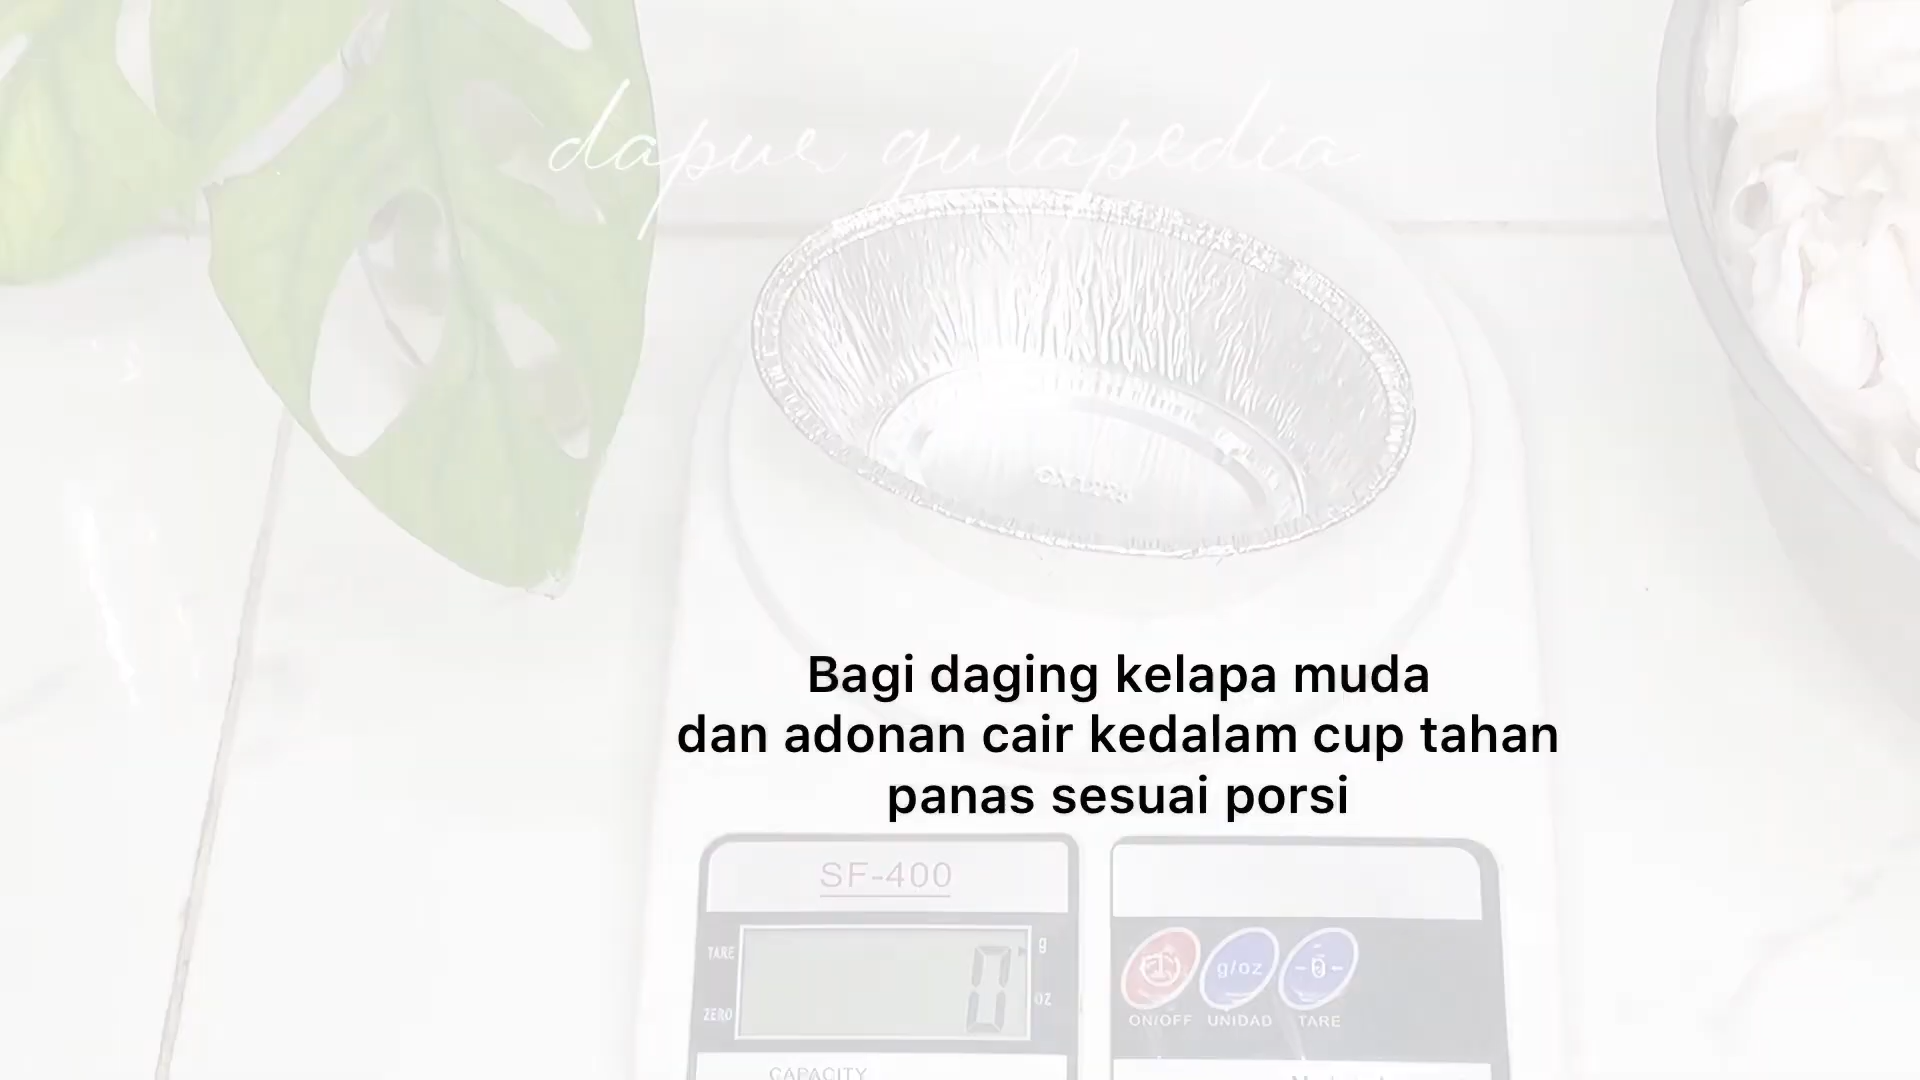 dapur gulapedia
Bagi daging kelapa muda
dan adonan cair kedalam cup tahan
panas sesuai porsi
SF-400
TARE
g
0
ZERO
oz
g/oz
-0-
ON/OFF UNIDAD TARE
CAPACITY